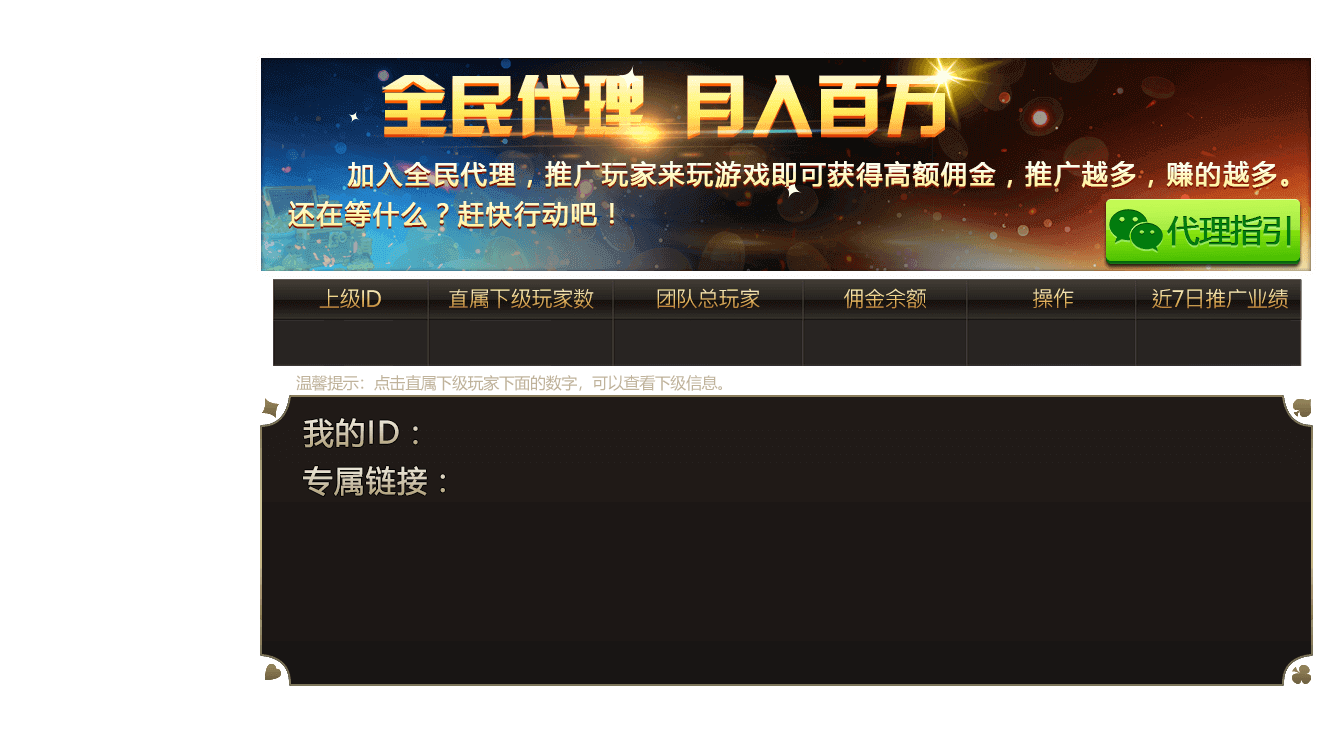 全民代理 月入百万
加入全民代理，推广玩家来玩游戏即可获得高额佣金，推广越多，赚的越多。
还在等什么？赶快行动吧！
代理指引
上级ID 直属下级玩家数 团队总玩家 佣金余额 操作 近7日推广业绩
温馨提示：点击直属下级玩家下面的数字，可以查看下级信息。
我的ID：
专属链接：